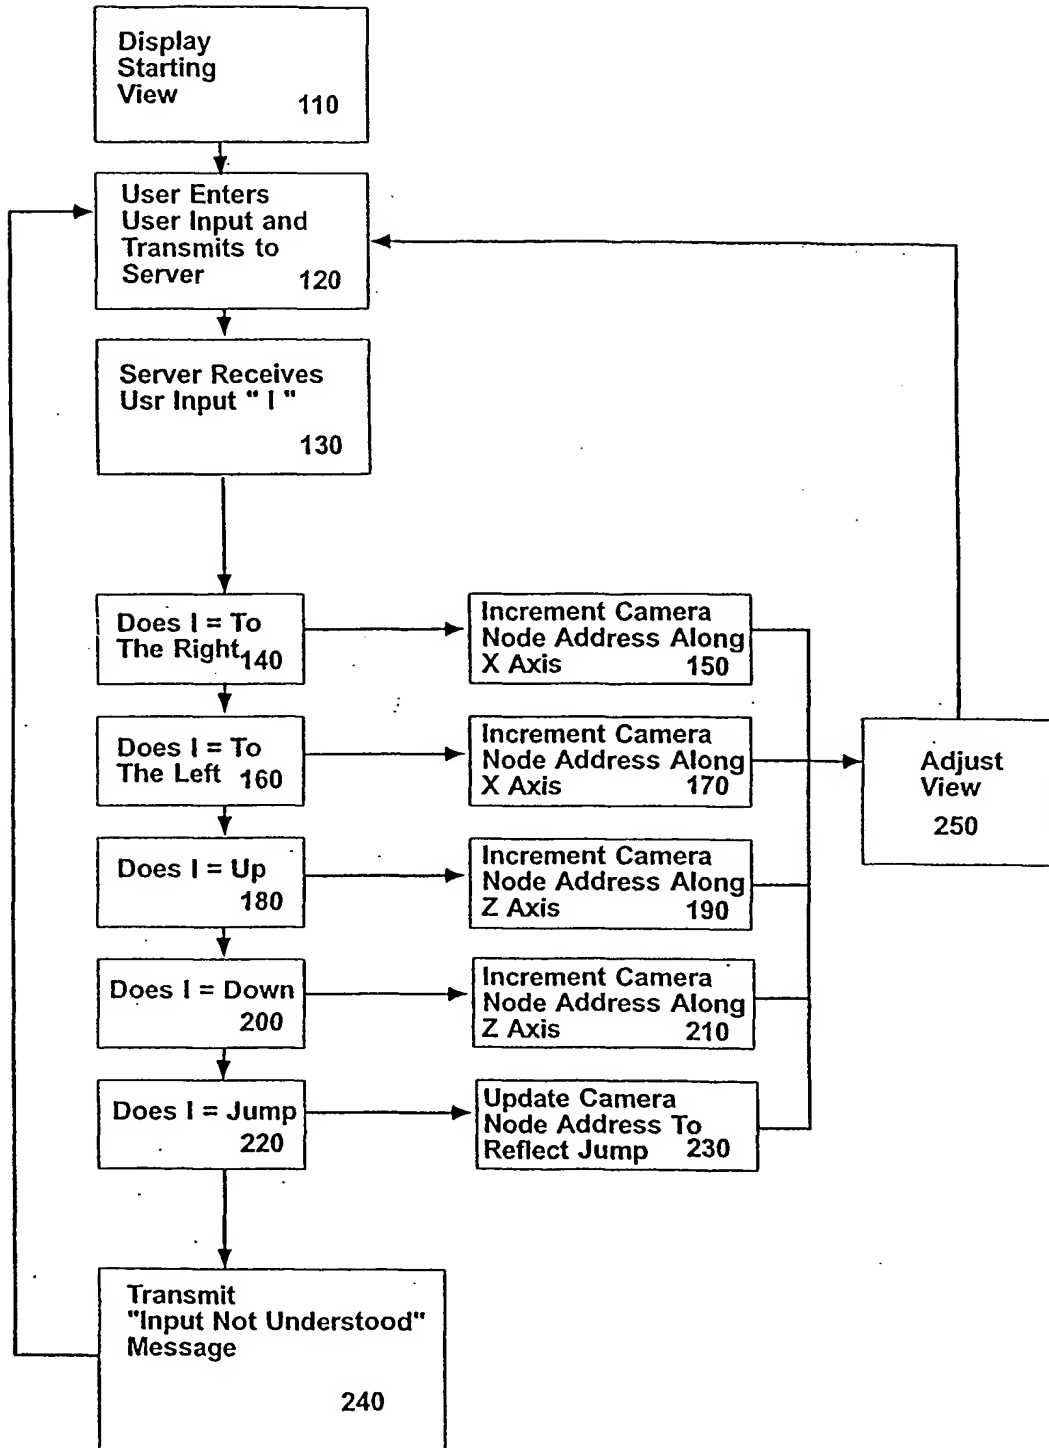 Display
Starting
View
110
User Enters
User Input and
Transmits to
Server
120
Server Receives
Usr Input " I "
130
Does I = To
The Right
140
Increment Camera
Node Address Along
X Axis
150
Does I = To
The Left
160
Increment Camera
Node Address Along
X Axis
170
Adjust
View
250
Does I = Up
180
Increment Camera
Node Address Along
Z Axis
190
Does I = Down
200
Increment Camera
Node Address Along
Z Axis
210
Does I = Jump
220
Update Camera
Node Address To
Reflect Jump
230
Transmit
"Input Not Understood"
Message
240